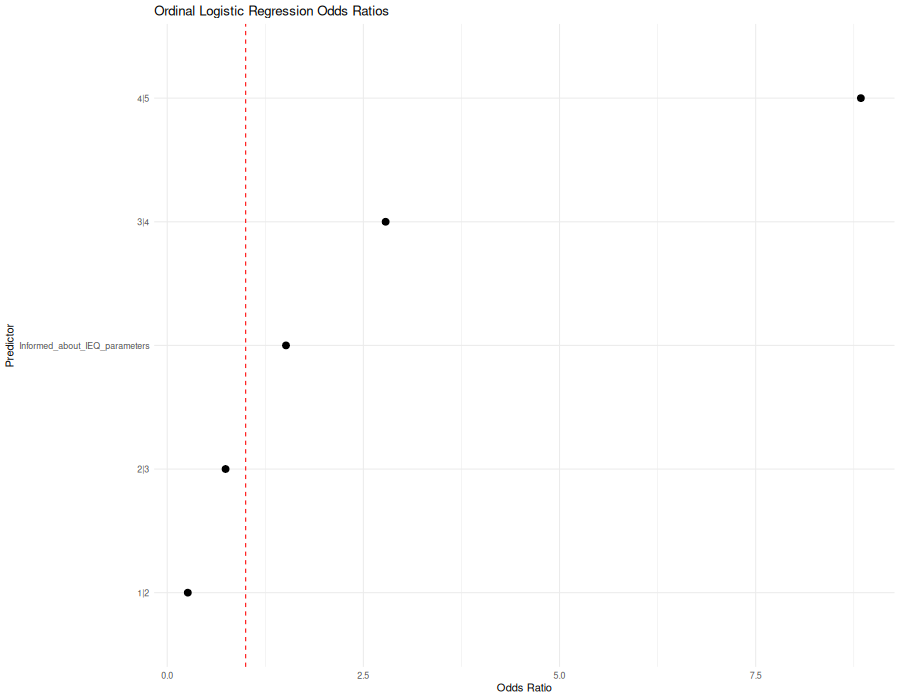 Ordinal Logistic Regression Odds Ratios
4|5
3|4
Informed_about_IEQ_parameters
2|3
1|2
Predictor
0.0 2.5 5.0 7.5
Odds Ratio